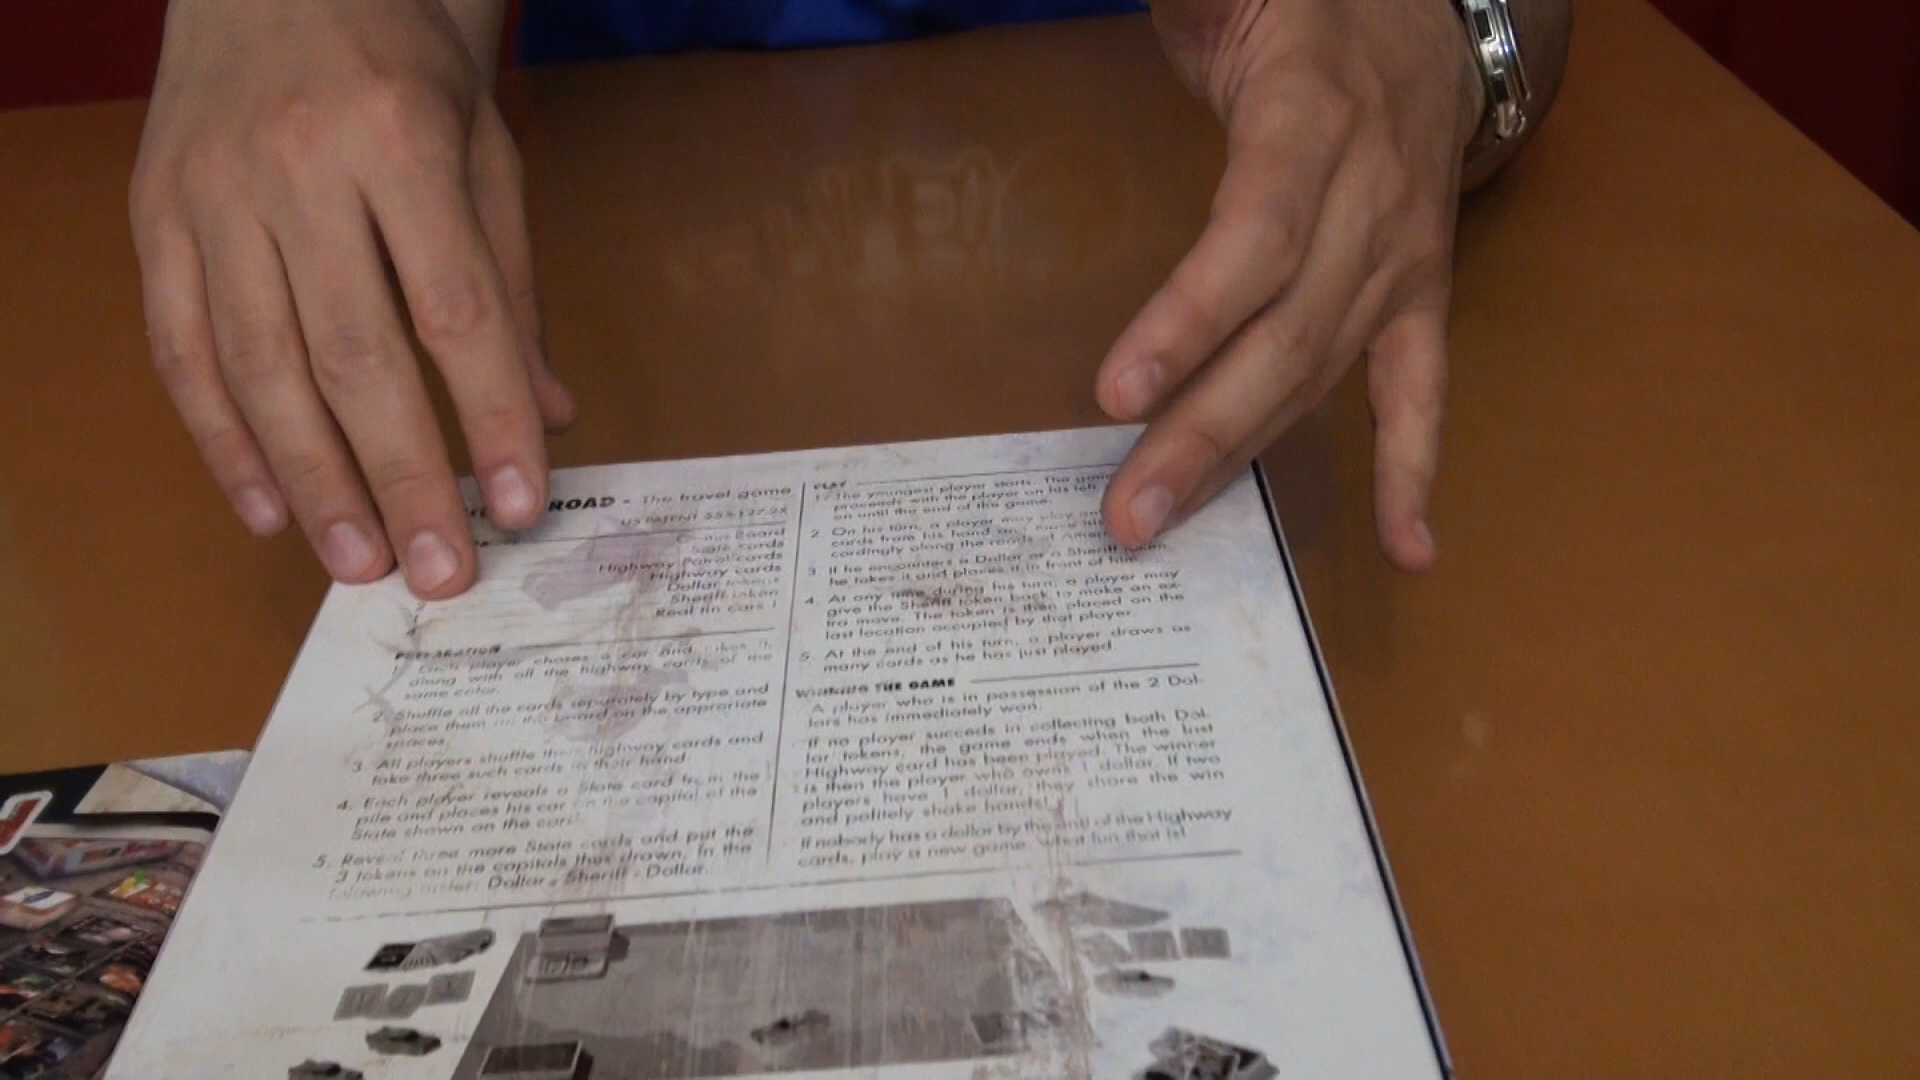 ROAD - The travel game
US PATENT
Game Board
State cards
Highway Patrol cards
Highway cards
Dollar tokens
Sheriff token
Real tin cars !
4
PREPARATION
1. Each player choses a car and takes it,
along with all the highway cards of the
same color.
2. Shuffle all the cards separately by type and
place them on the board on the approriate
spaces.
3. All players shuffle their highway cards and
take three such cards in their hand
4. Each player reveals a State card from the
pile and places his car on the capital of the
State shown on the card.
5. Reveal three more State cards and put the
3 tokens on the capitals thus drawn, in the
following order: Dollar - Sheriff - Dollar.
PLAY
1. The youngest player starts. The game
proceeds with the player on his left
on until the end of the game.
2. On his turn, a player may play
cards from his hand and move his
cordingly along the roads of
3. If he encounters a Dollar or a Sheriff token,
he takes it and places it in front of him.
4. At any time during his turn, a player may
give the Sheriff token back to make an ex-
tra move. The token is then placed on the
last location occupied by that player.
5. At the end of his turn, a player draws as
many cards as he has just played.
THE GAME
A player who is in possession of the 2 Dol-
lars has immediately won.
If no player succeds in collecting both Dol-
lar tokens, the game ends when the last
Highway card has been played. The winner
is then the player who owns 1 dollar. If two
players have 1 dollar, they share the win
and politely shake hands!
If nobody has a dollar by the end of the Highway
cards, play a new game. What fun that is!